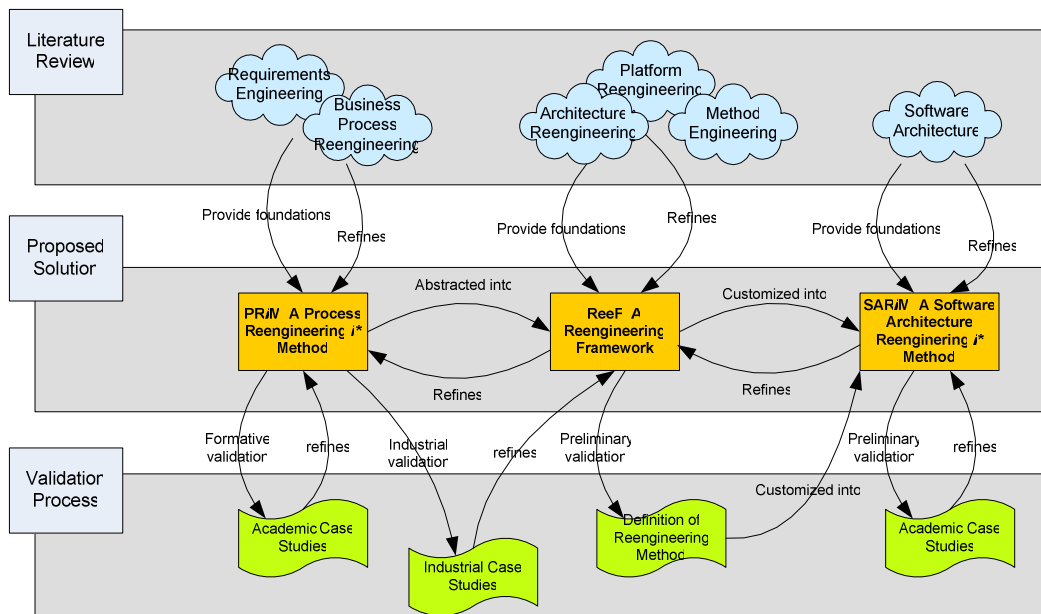 Literature
Review
Requirements
Engineering
Business
Process
Reengineering
Platform
Reengineering
Architecture
Reengineering
Method
Engineering
Software
Architecture
Provide foundations
Refines
Provide foundations
Refines
Provide foundations
Refines
Proposed
Solution
PRiM A Process
Reengineering i*
Method
Abstracted into
Refines
ReeF A
Reengineering
Framework
Customized into
Refines
SARiM A Software
Architecture
Reenginering i*
Method
Formative
validation
refines
Industrial
validation
refines
Preliminary
validation
Customized into
Preliminary
validation
refines
Validation
Process
Academic Case
Studies
Industrial Case
Studies
Definition of
Reengineering
Method
Academic Case
Studies